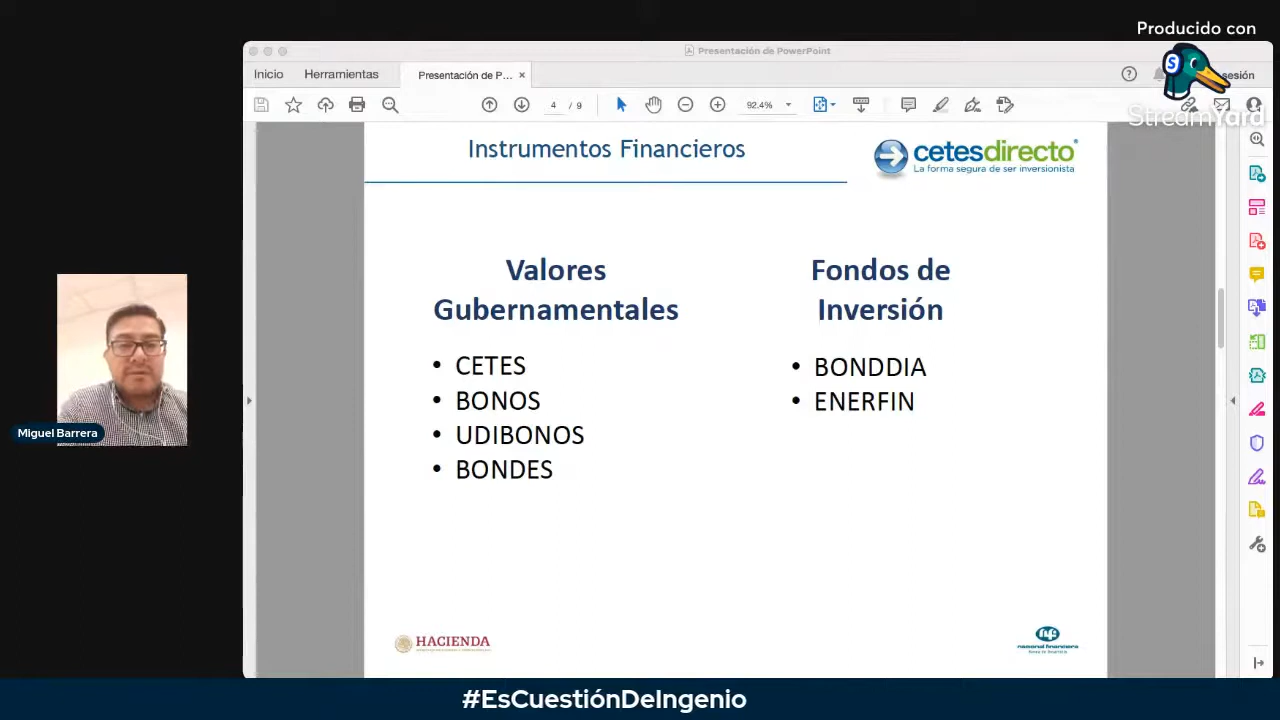 Producido con
StreamYard
Presentación de PowerPoint
Inicio
Herramientas
Presentación de P... ×
sesión
4 / 9
92.4%
Instrumentos Financieros
cetesdirecto®
La forma segura de ser inversionista
Valores
Gubernamentales
• CETES
• BONOS
• UDIBONOS
• BONDES
Fondos de
Inversión
• BONDDIA
• ENERFIN
Miguel Barrera
HACIENDA
nacional financiera
#EsCuestiónDeIngenio